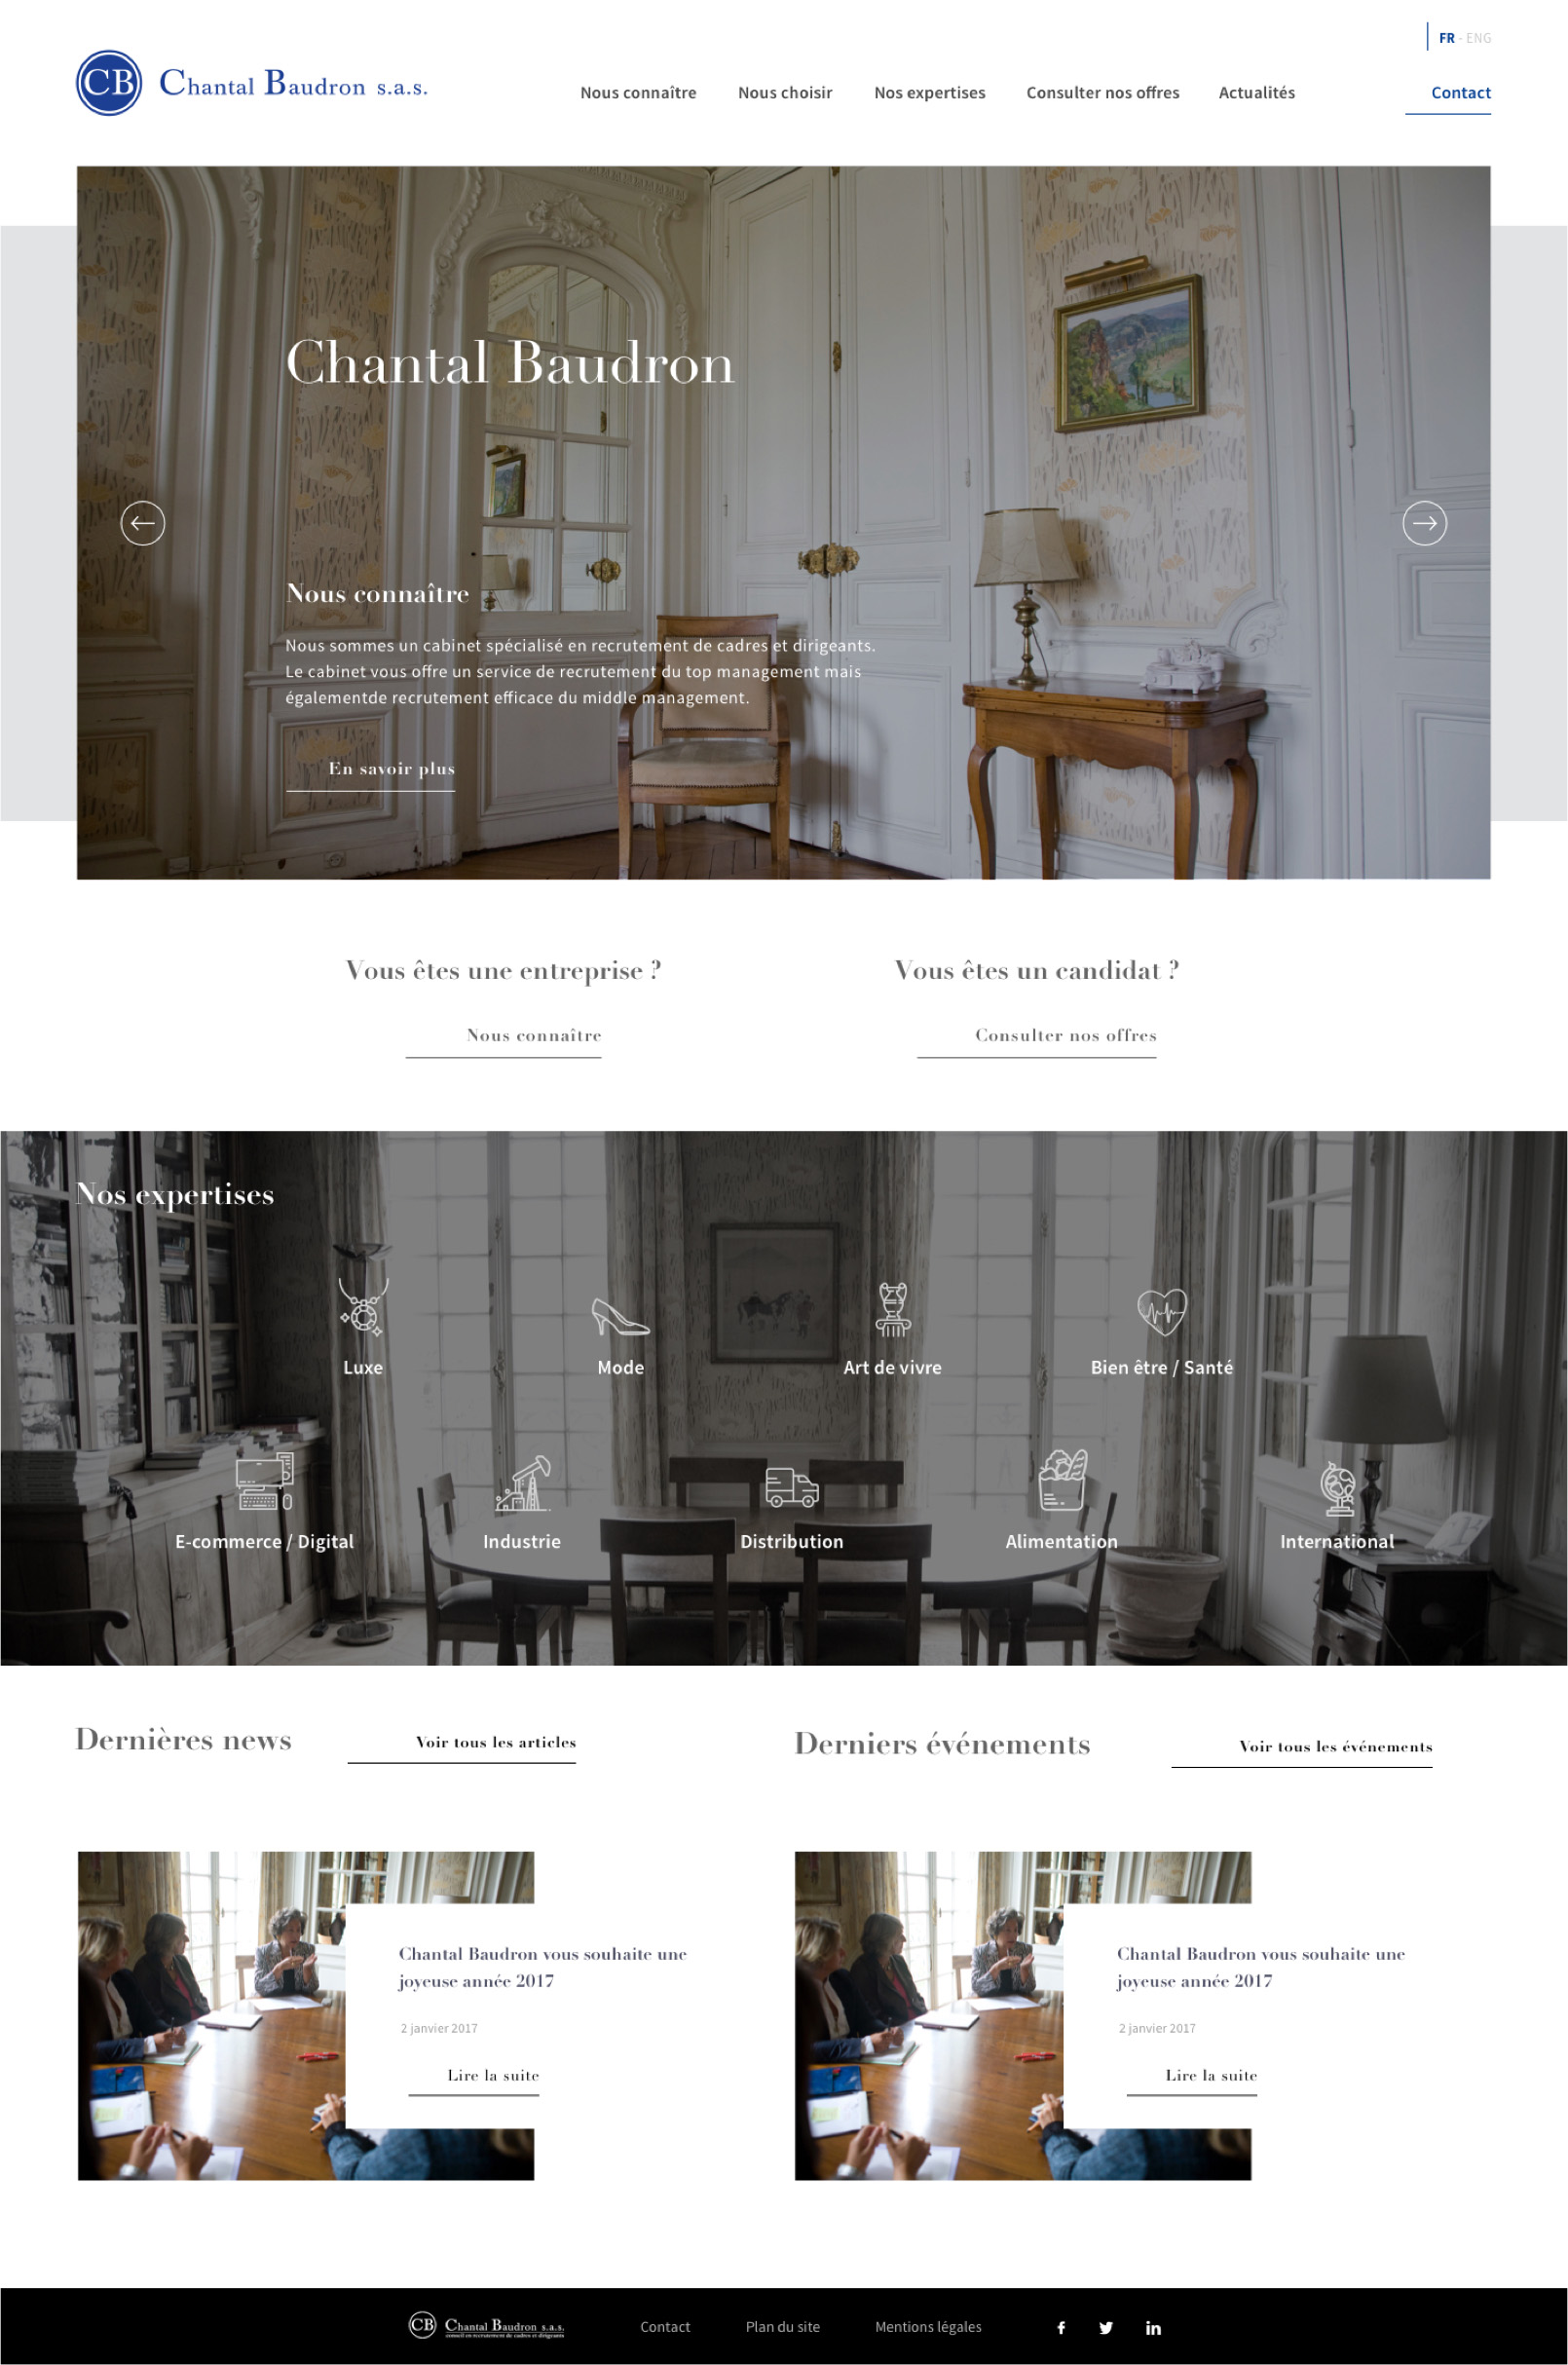 FR - ENG
CB Chantal Baudron s.a.s.
Nous connaître Nous choisir Nos expertises Consulter nos offres Actualités Contact
Chantal Baudron
Nous connaître
Nous sommes un cabinet spécialisé en recrutement de cadres et dirigeants.
Le cabinet vous offre un service de recrutement du top management mais
égalementde recrutement efficace du middle management.
En savoir plus
Vous êtes une entreprise ?
Nous connaître
Vous êtes un candidat ?
Consulter nos offres
Nos expertises
Luxe
Mode
Art de vivre
Bien être / Santé
E-commerce / Digital
Industrie
Distribution
Alimentation
International
Dernières news
Voir tous les articles
Chantal Baudron vous souhaite une
joyeuse année 2017
2 janvier 2017
Lire la suite
Derniers événements
Voir tous les événements
Chantal Baudron vous souhaite une
joyeuse année 2017
2 janvier 2017
Lire la suite
CB Chantal Baudron s.a.s.
conseil en recrutement de cadres et dirigeants
Contact Plan du site Mentions légales